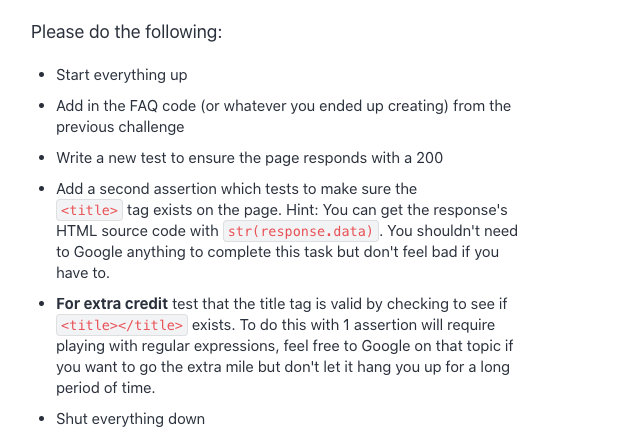 Please do the following:
• Start everything up
• Add in the FAQ code (or whatever you ended up creating) from the
previous challenge
• Write a new test to ensure the page responds with a 200
• Add a second assertion which tests to make sure the
<title> tag exists on the page. Hint: You can get the response's
HTML source code with str(response.data). You shouldn't need
to Google anything to complete this task but don't feel bad if you
have to.
• For extra credit test that the title tag is valid by checking to see if
<title></title> exists. To do this with 1 assertion will require
playing with regular expressions, feel free to Google on that topic if
you want to go the extra mile but don't let it hang you up for a long
period of time.
• Shut everything down